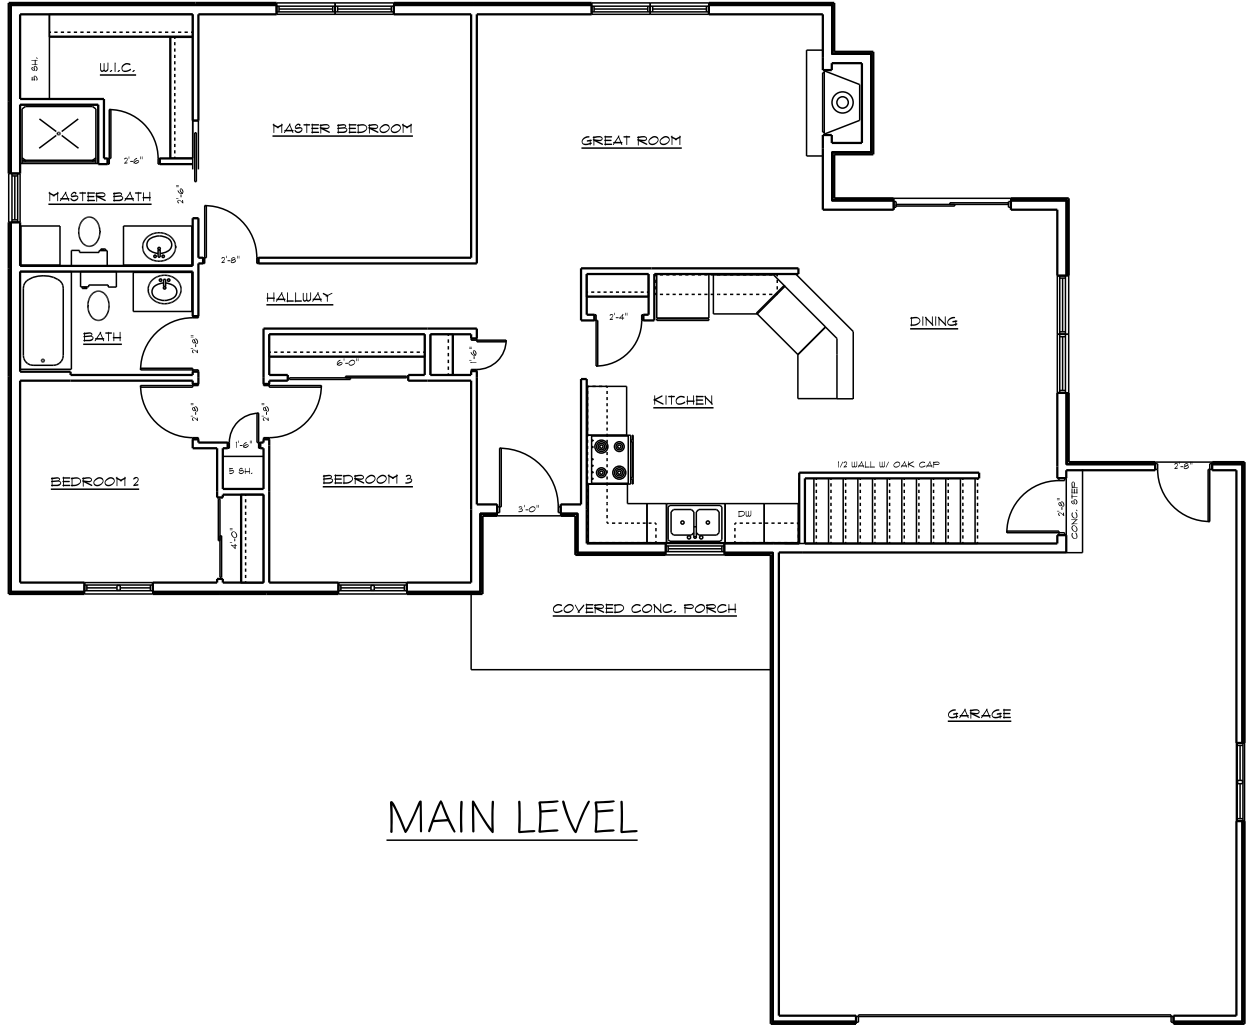 5 SH.
W.I.C.
MASTER BEDROOM
GREAT ROOM
2'-6"
2'-6"
MASTER BATH
2'-8"
HALLWAY
2'-4"
DINING
BATH
2'-8"
6'-0"
1'-6"
KITCHEN
2'-8"
2'-8"
1'-6"
1/2 WALL W/ OAK CAP
2'-8"
5 SH.
BEDROOM 2
BEDROOM 3
3'-0"
DW
2'-8"
CONC. STEP
4'-0"
COVERED CONC. PORCH
GARAGE
MAIN LEVEL